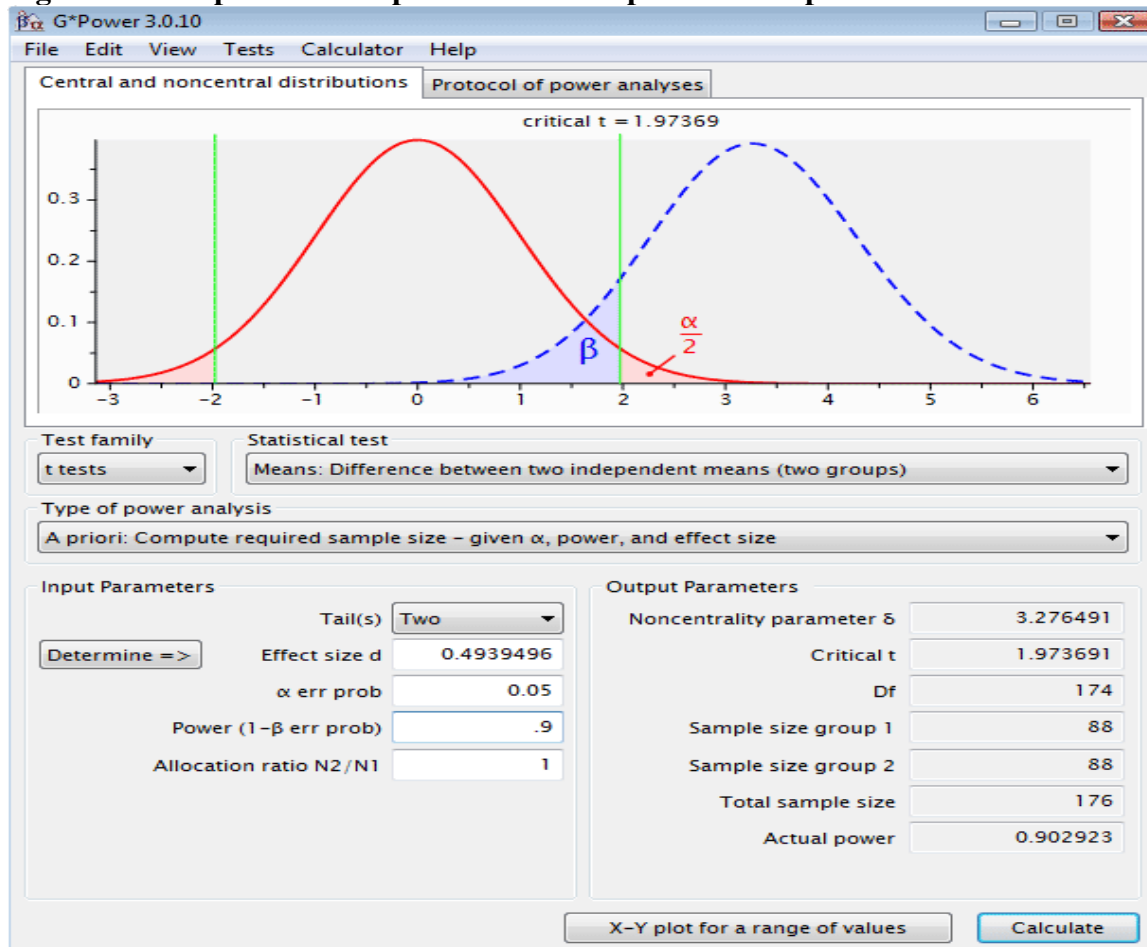 G*Power 3.0.10
File Edit View Tests Calculator Help
Central and noncentral distributions Protocol of power analyses
critical t = 1.97369
0.3
0.2
0.1
0
α
2
β
-3 -2 -1 0 1 2 3 4 5 6
Test family Statistical test
t tests Means: Difference between two independent means (two groups)
Type of power analysis
A priori: Compute required sample size - given α, power, and effect size
Input Parameters Output Parameters
Tail(s) Two Noncentrality parameter δ 3.276491
Determine => Effect size d 0.4939496 Critical t 1.973691
α err prob 0.05 Df 174
Power (1-β err prob) .9 Sample size group 1 88
Allocation ratio N2/N1 1 Sample size group 2 88
Total sample size 176
Actual power 0.902923
X-Y plot for a range of values Calculate